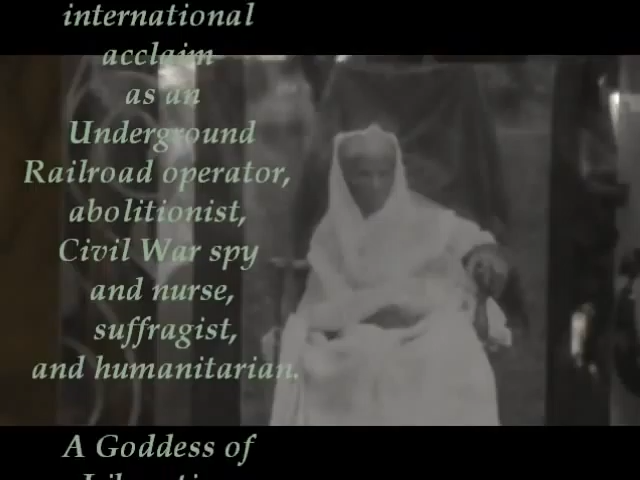 international
acclaim
as an
Underground
Railroad operator,
abolitionist,
Civil War spy
and nurse,
suffragist,
and humanitarian.
A Goddess of